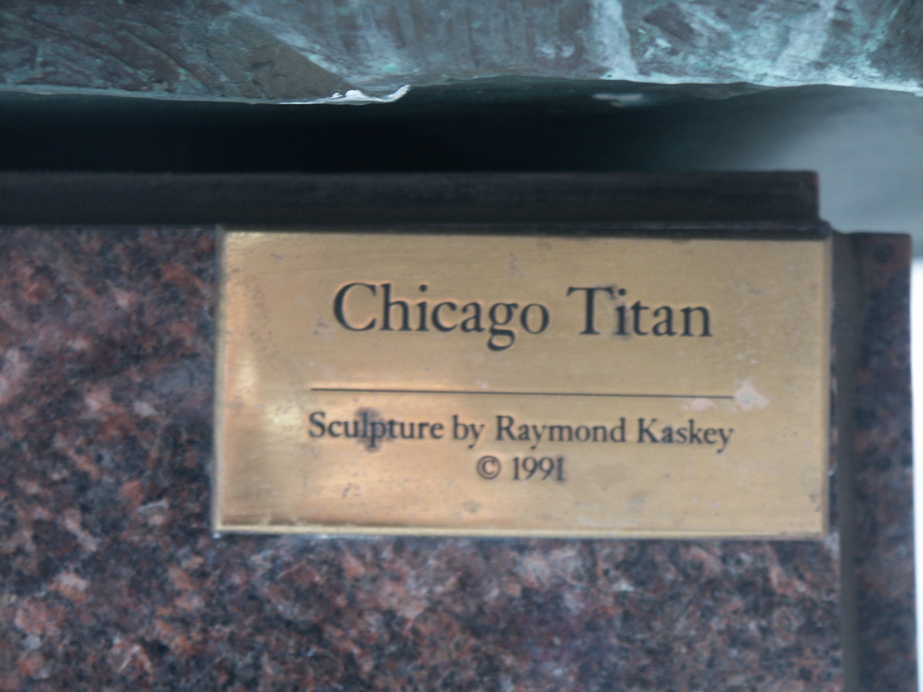 Chicago Titan
Sculpture by Raymond Kaskey
© 1991